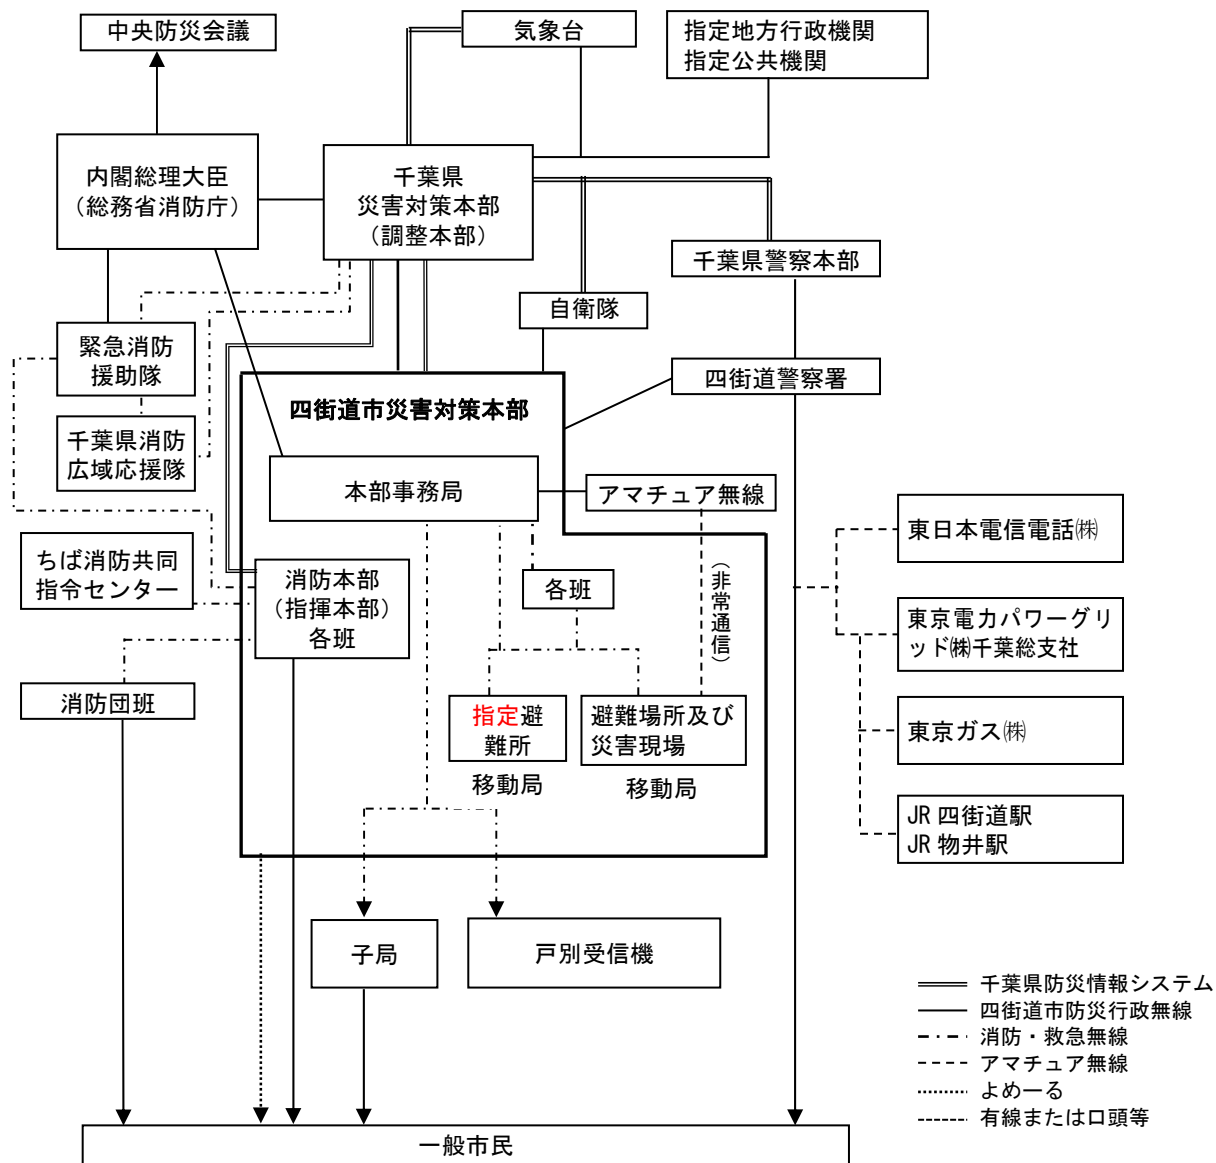 中央防災会議
気象台
指定地方行政機関
指定公共機関
内閣総理大臣
（総務省消防庁）
千葉県
災害対策本部
（調整本部）
千葉県警察本部
自衛隊
緊急消防
援助隊
四街道警察署
四街道市災害対策本部
千葉県消防
広域応援隊
本部事務局
アマチュア無線
東日本電信電話㈱
ちば消防共同
指令センター
消防本部
（指揮本部）
各班
各班
（非常通信）
東京電力パワーグリ
ッド㈱千葉総支社
消防団班
指定避
難所
移動局
避難場所及び
災害現場
移動局
東京ガス㈱
JR 四街道駅
JR 物井駅
子局
戸別受信機
千葉県防災情報システム
四街道市防災行政無線
消防・救急無線
アマチュア無線
よめーる
有線または口頭等
一般市民